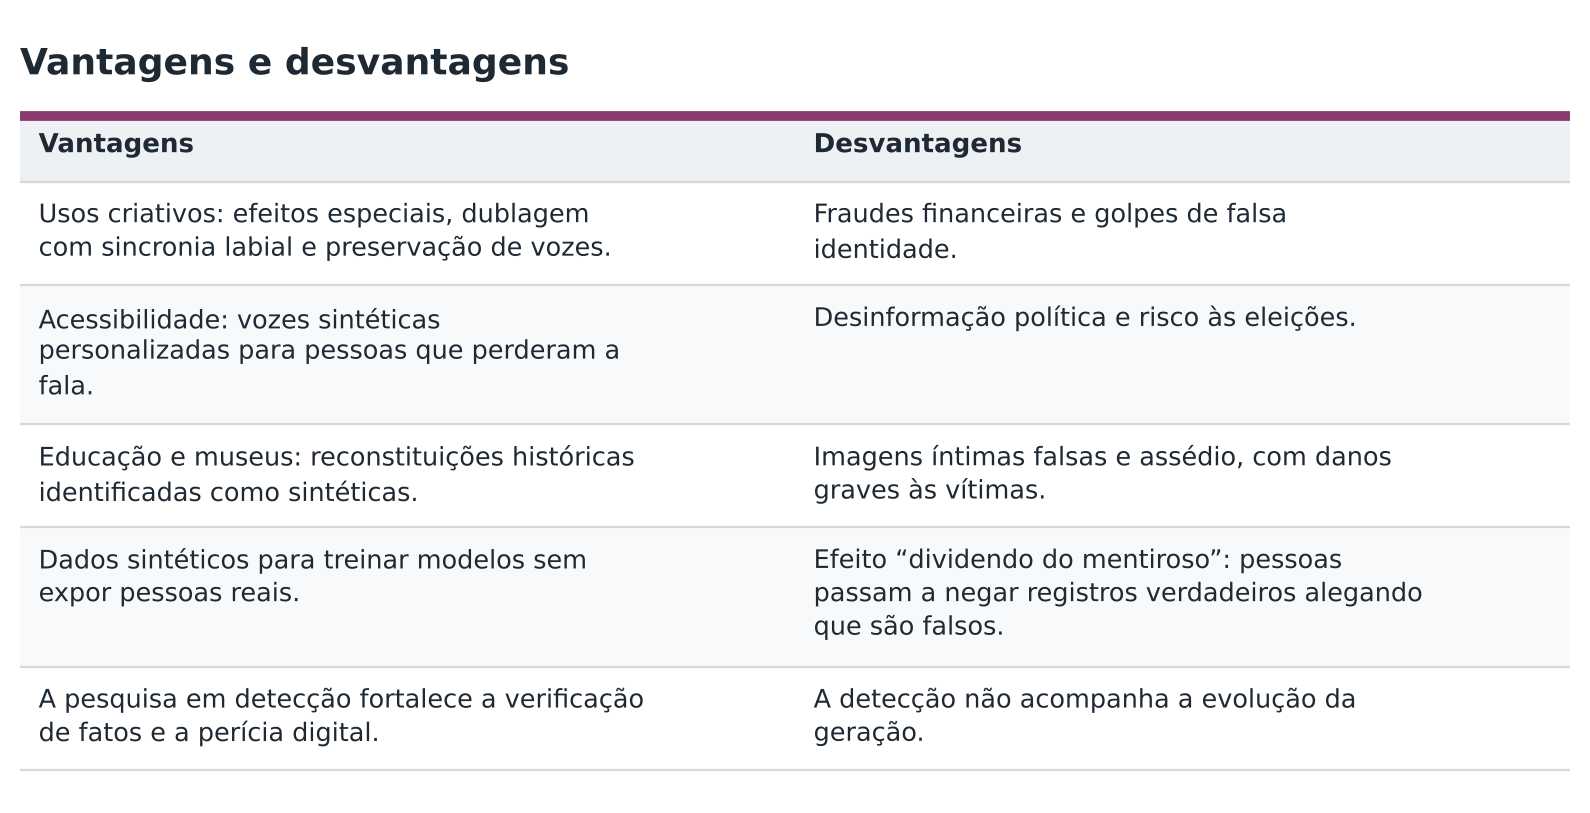 Vantagens e desvantagens
Vantagens
Desvantagens
Usos criativos: efeitos especiais, dublagem
com sincronia labial e preservação de vozes.
Fraudes financeiras e golpes de falsa
identidade.
Acessibilidade: vozes sintéticas
personalizadas para pessoas que perderam a
fala.
Desinformação política e risco às eleições.
Educação e museus: reconstituições históricas
identificadas como sintéticas.
Imagens íntimas falsas e assédio, com danos
graves às vítimas.
Dados sintéticos para treinar modelos sem
expor pessoas reais.
Efeito “dividendo do mentiroso”: pessoas
passam a negar registros verdadeiros alegando
que são falsos.
A pesquisa em detecção fortalece a verificação
de fatos e a perícia digital.
A detecção não acompanha a evolução da
geração.